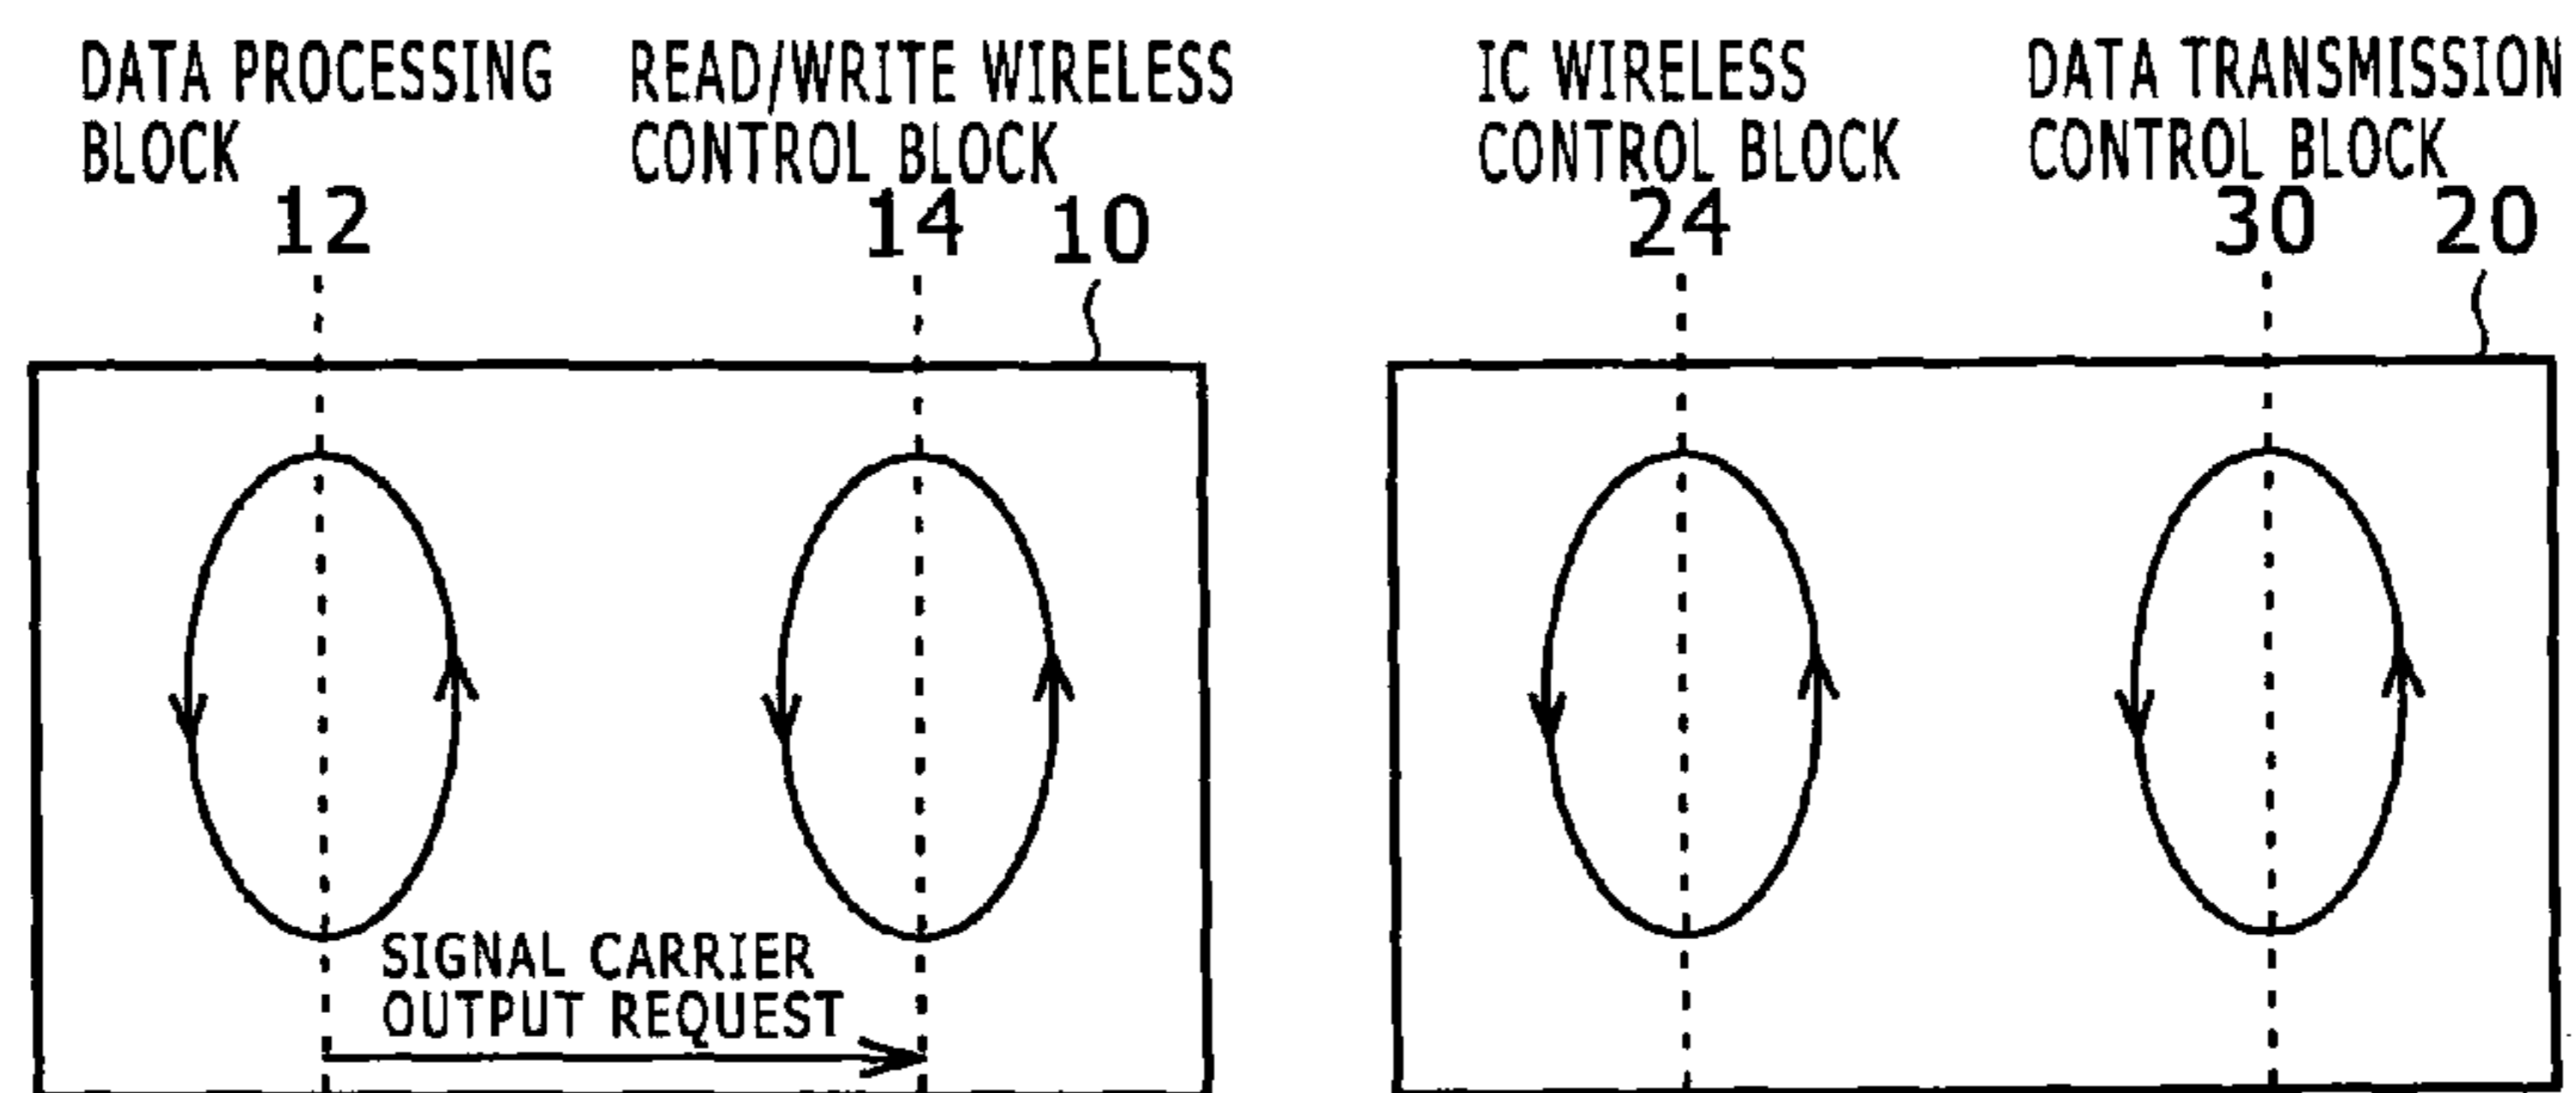 DATA PROCESSING
BLOCK
12
READ/WRITE WIRELESS
CONTROL BLOCK
14
10
IC WIRELESS
CONTROL BLOCK
24
DATA TRANSMISSION
CONTROL BLOCK
30
20
SIGNAL CARRIER
OUTPUT REQUEST